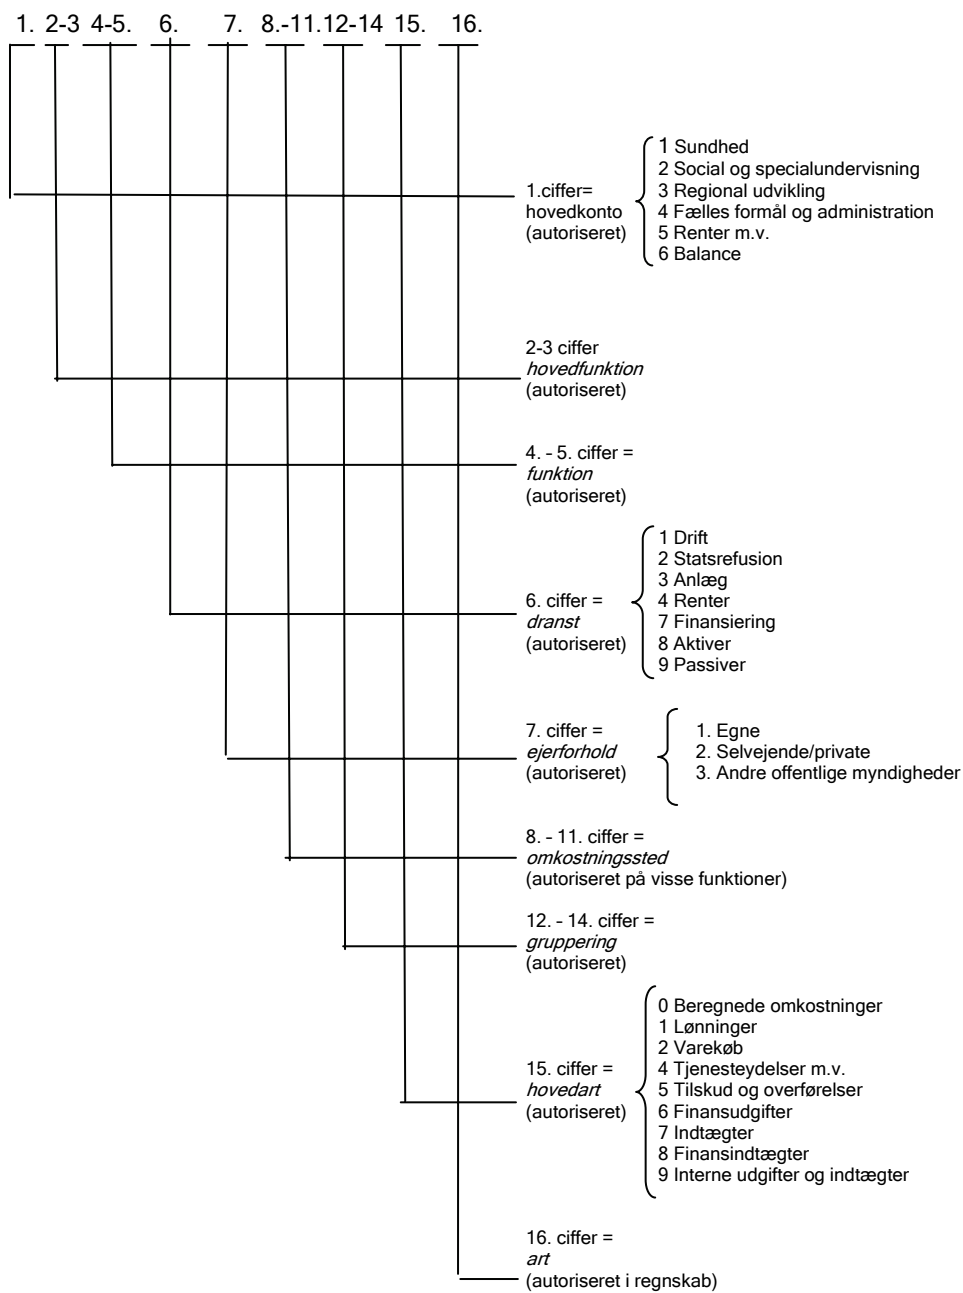 1. 2-3 4-5. 6. 7. 8.-11.12-14 15. 16.
1.ciffer=
hovedkonto
(autoriseret)
1 Sundhed
2 Social og specialundervisning
3 Regional udvikling
4 Fælles formål og administration
5 Renter m.v.
6 Balance
2-3 ciffer
hovedfunktion
(autoriseret)
4. - 5. ciffer =
funktion
(autoriseret)
6. ciffer =
dranst
(autoriseret)
1 Drift
2 Statsrefusion
3 Anlæg
4 Renter
7 Finansiering
8 Aktiver
9 Passiver
7. ciffer =
ejerforhold
(autoriseret)
1. Egne
2. Selvejende/private
3. Andre offentlige myndigheder
8. - 11. ciffer =
omkostningssted
(autoriseret på visse funktioner)
12. - 14. ciffer =
gruppering
(autoriseret)
15. ciffer =
hovedart
(autoriseret)
0 Beregnede omkostninger
1 Lønninger
2 Varekøb
4 Tjenesteydelser m.v.
5 Tilskud og overførelser
6 Finansudgifter
7 Indtægter
8 Finansindtægter
9 Interne udgifter og indtægter
16. ciffer =
art
(autoriseret i regnskab)